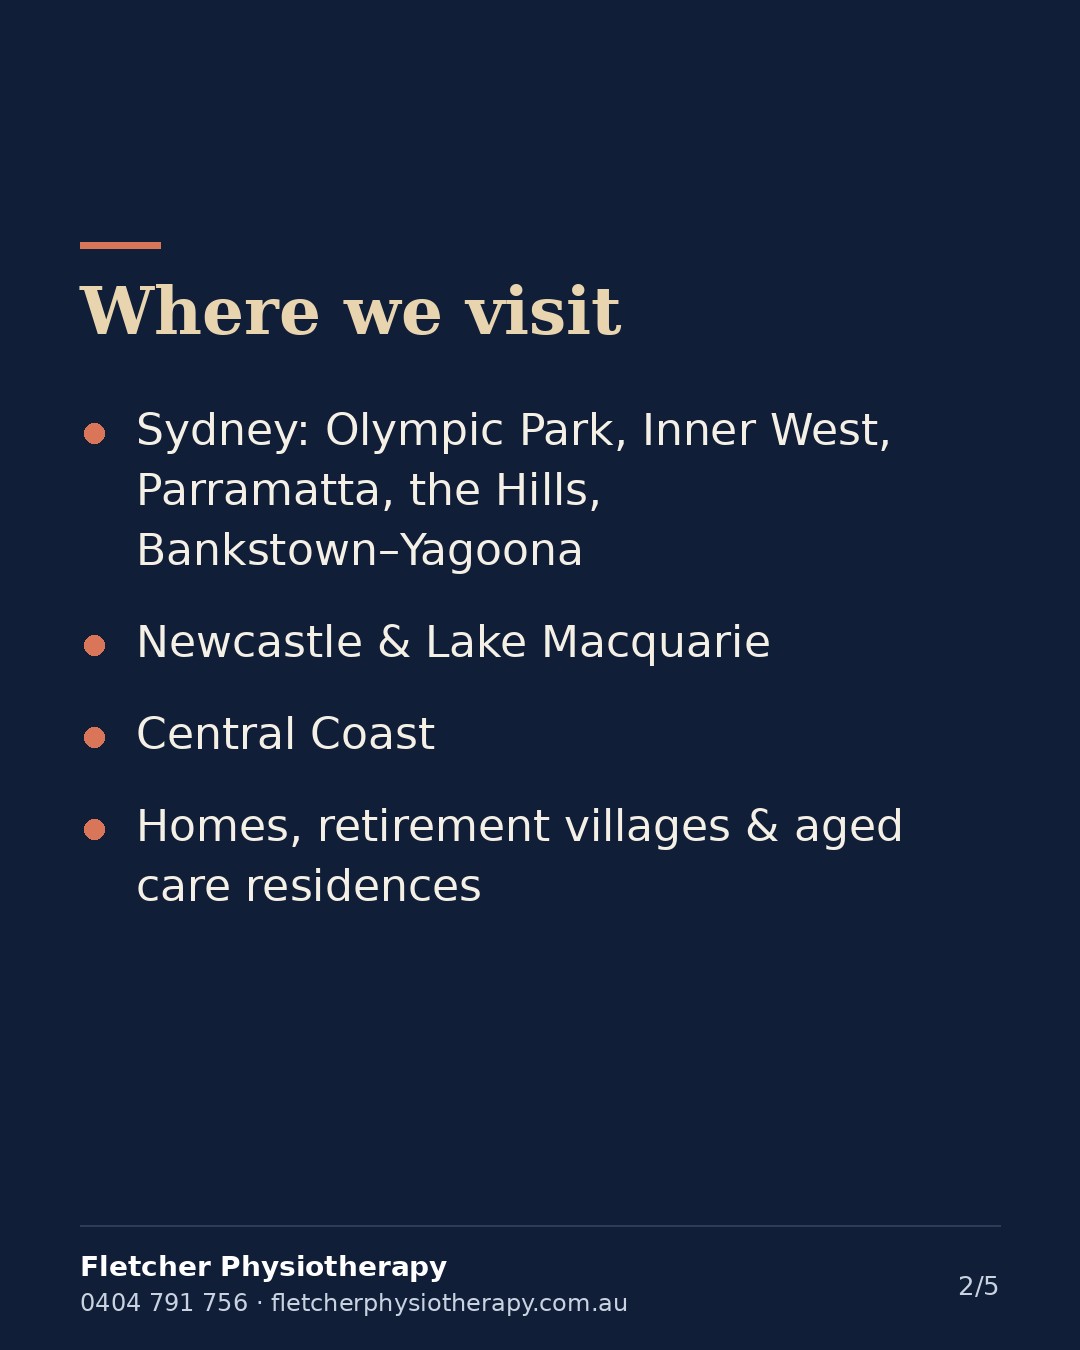 Where we visit
Sydney: Olympic Park, Inner West,
Parramatta, the Hills,
Bankstown–Yagoona
Newcastle & Lake Macquarie
Central Coast
Homes, retirement villages & aged
care residences
Fletcher Physiotherapy
0404 791 756 · fletcherphysiotherapy.com.au
2/5